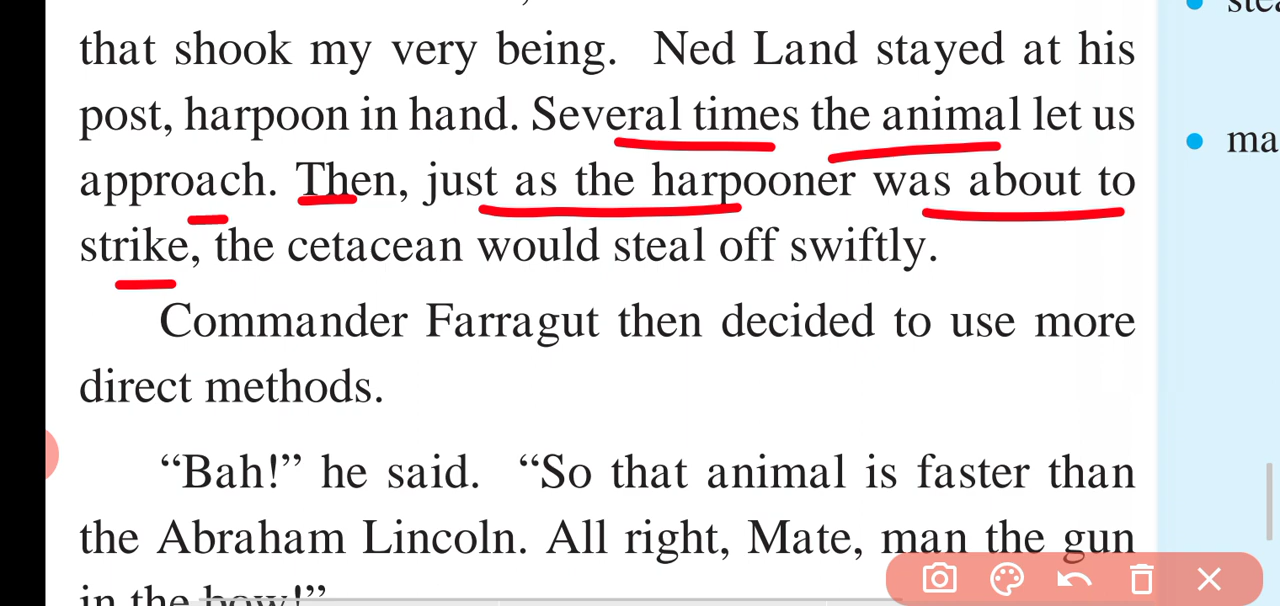 that shook my very being. Ned Land stayed at his
post, harpoon in hand. Several times the animal let us
approach. Then, just as the harpooner was about to
strike, the cetacean would steal off swiftly.
Commander Farragut then decided to use more
direct methods.
“Bah!” he said. “So that animal is faster than
the Abraham Lincoln. All right, Mate, man the gun
in the bow!”